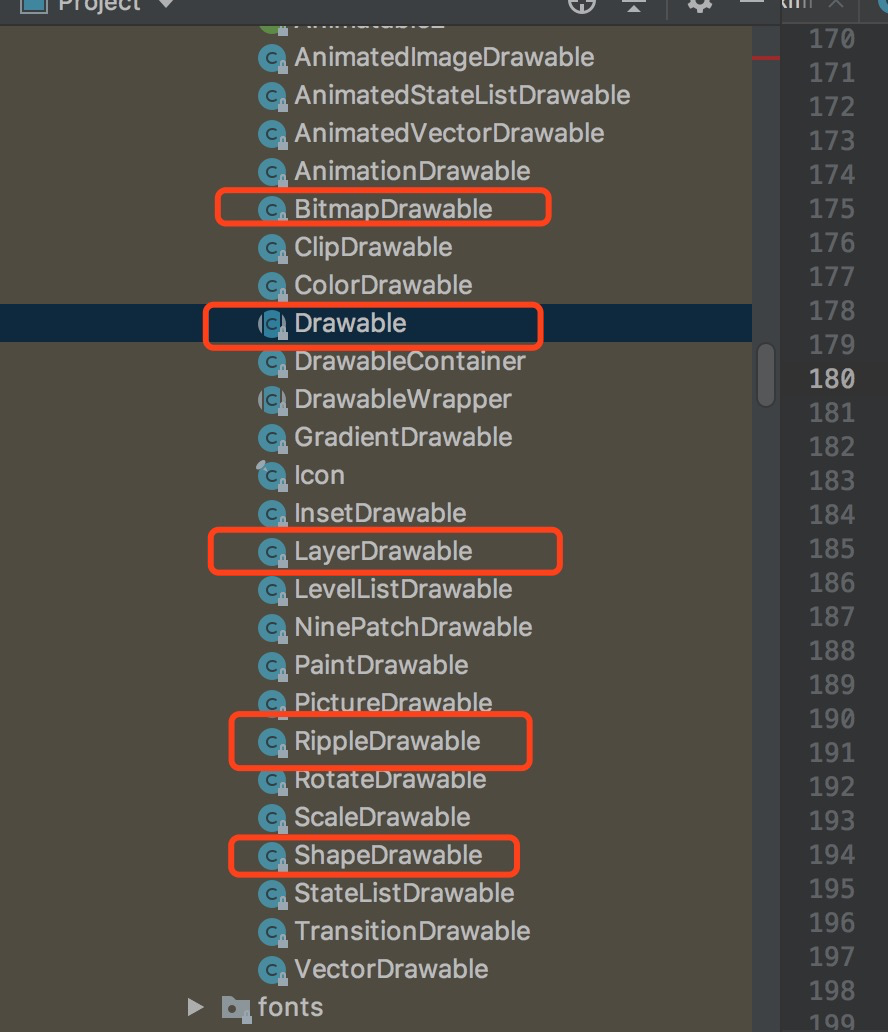 Project
Animatable2
AnimatedImageDrawable
AnimatedStateListDrawable
AnimatedVectorDrawable
AnimationDrawable
BitmapDrawable
ClipDrawable
ColorDrawable
Drawable
DrawableContainer
DrawableWrapper
GradientDrawable
Icon
InsetDrawable
LayerDrawable
LevelListDrawable
NinePatchDrawable
PaintDrawable
PictureDrawable
RippleDrawable
RotateDrawable
ScaleDrawable
ShapeDrawable
StateListDrawable
TransitionDrawable
VectorDrawable
fonts
170
171
172
173
174
175
176
177
178
179
180
181
182
183
184
185
186
187
188
189
190
191
192
193
194
195
196
197
198
199